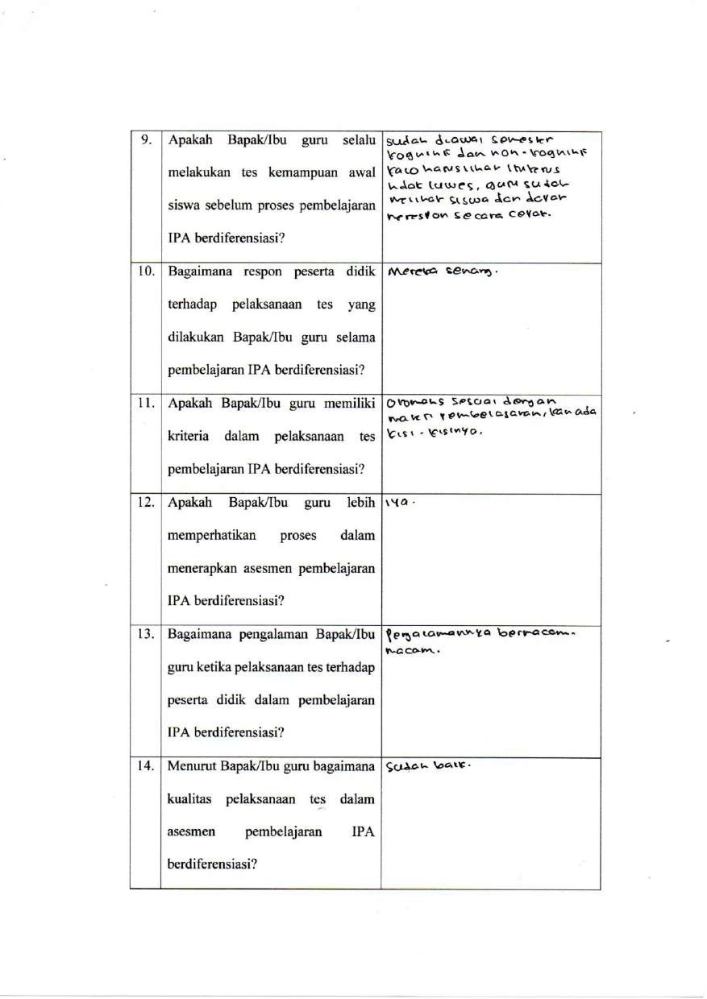 9. Apakah Bapak/Ibu guru selalu
melakukan tes kemampuan awal
siswa sebelum proses pembelajaran
IPA berdiferensiasi?
sudah diawal semester
kognitif dan non-kognitif
kalo harus lihat itu terus
tidak luwes, guru sudah
melihat siswa dan dapat
merespon secara cepat.
10. Bagaimana respon peserta didik
terhadap pelaksanaan tes yang
dilakukan Bapak/Ibu guru selama
pembelajaran IPA berdiferensiasi?
Mereka senang.
11. Apakah Bapak/Ibu guru memiliki
kriteria dalam pelaksanaan tes
pembelajaran IPA berdiferensiasi?
Otomatis sesuai dengan
materi pembelajaran, kan ada
kisi-kisinya.
12. Apakah Bapak/Ibu guru lebih
memperhatikan proses dalam
menerapkan asesmen pembelajaran
IPA berdiferensiasi?
iya.
13. Bagaimana pengalaman Bapak/Ibu
guru ketika pelaksanaan tes terhadap
peserta didik dalam pembelajaran
IPA berdiferensiasi?
Pengalamannya bermacam-
macam.
14. Menurut Bapak/Ibu guru bagaimana
kualitas pelaksanaan tes dalam
asesmen pembelajaran IPA
berdiferensiasi?
Sudah baik.